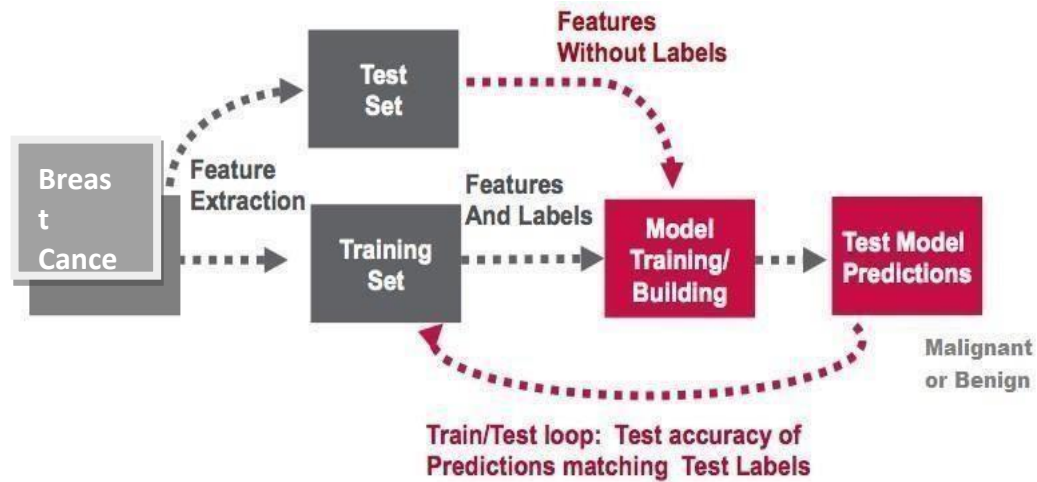 Features
Without Labels
Test
Set
Breas
t
Cance
Feature
Extraction
Features
And Labels
Training
Set
Model
Training/
Building
Test Model
Predictions
Malignant
or Benign
Train/Test loop: Test accuracy of
Predictions matching Test Labels